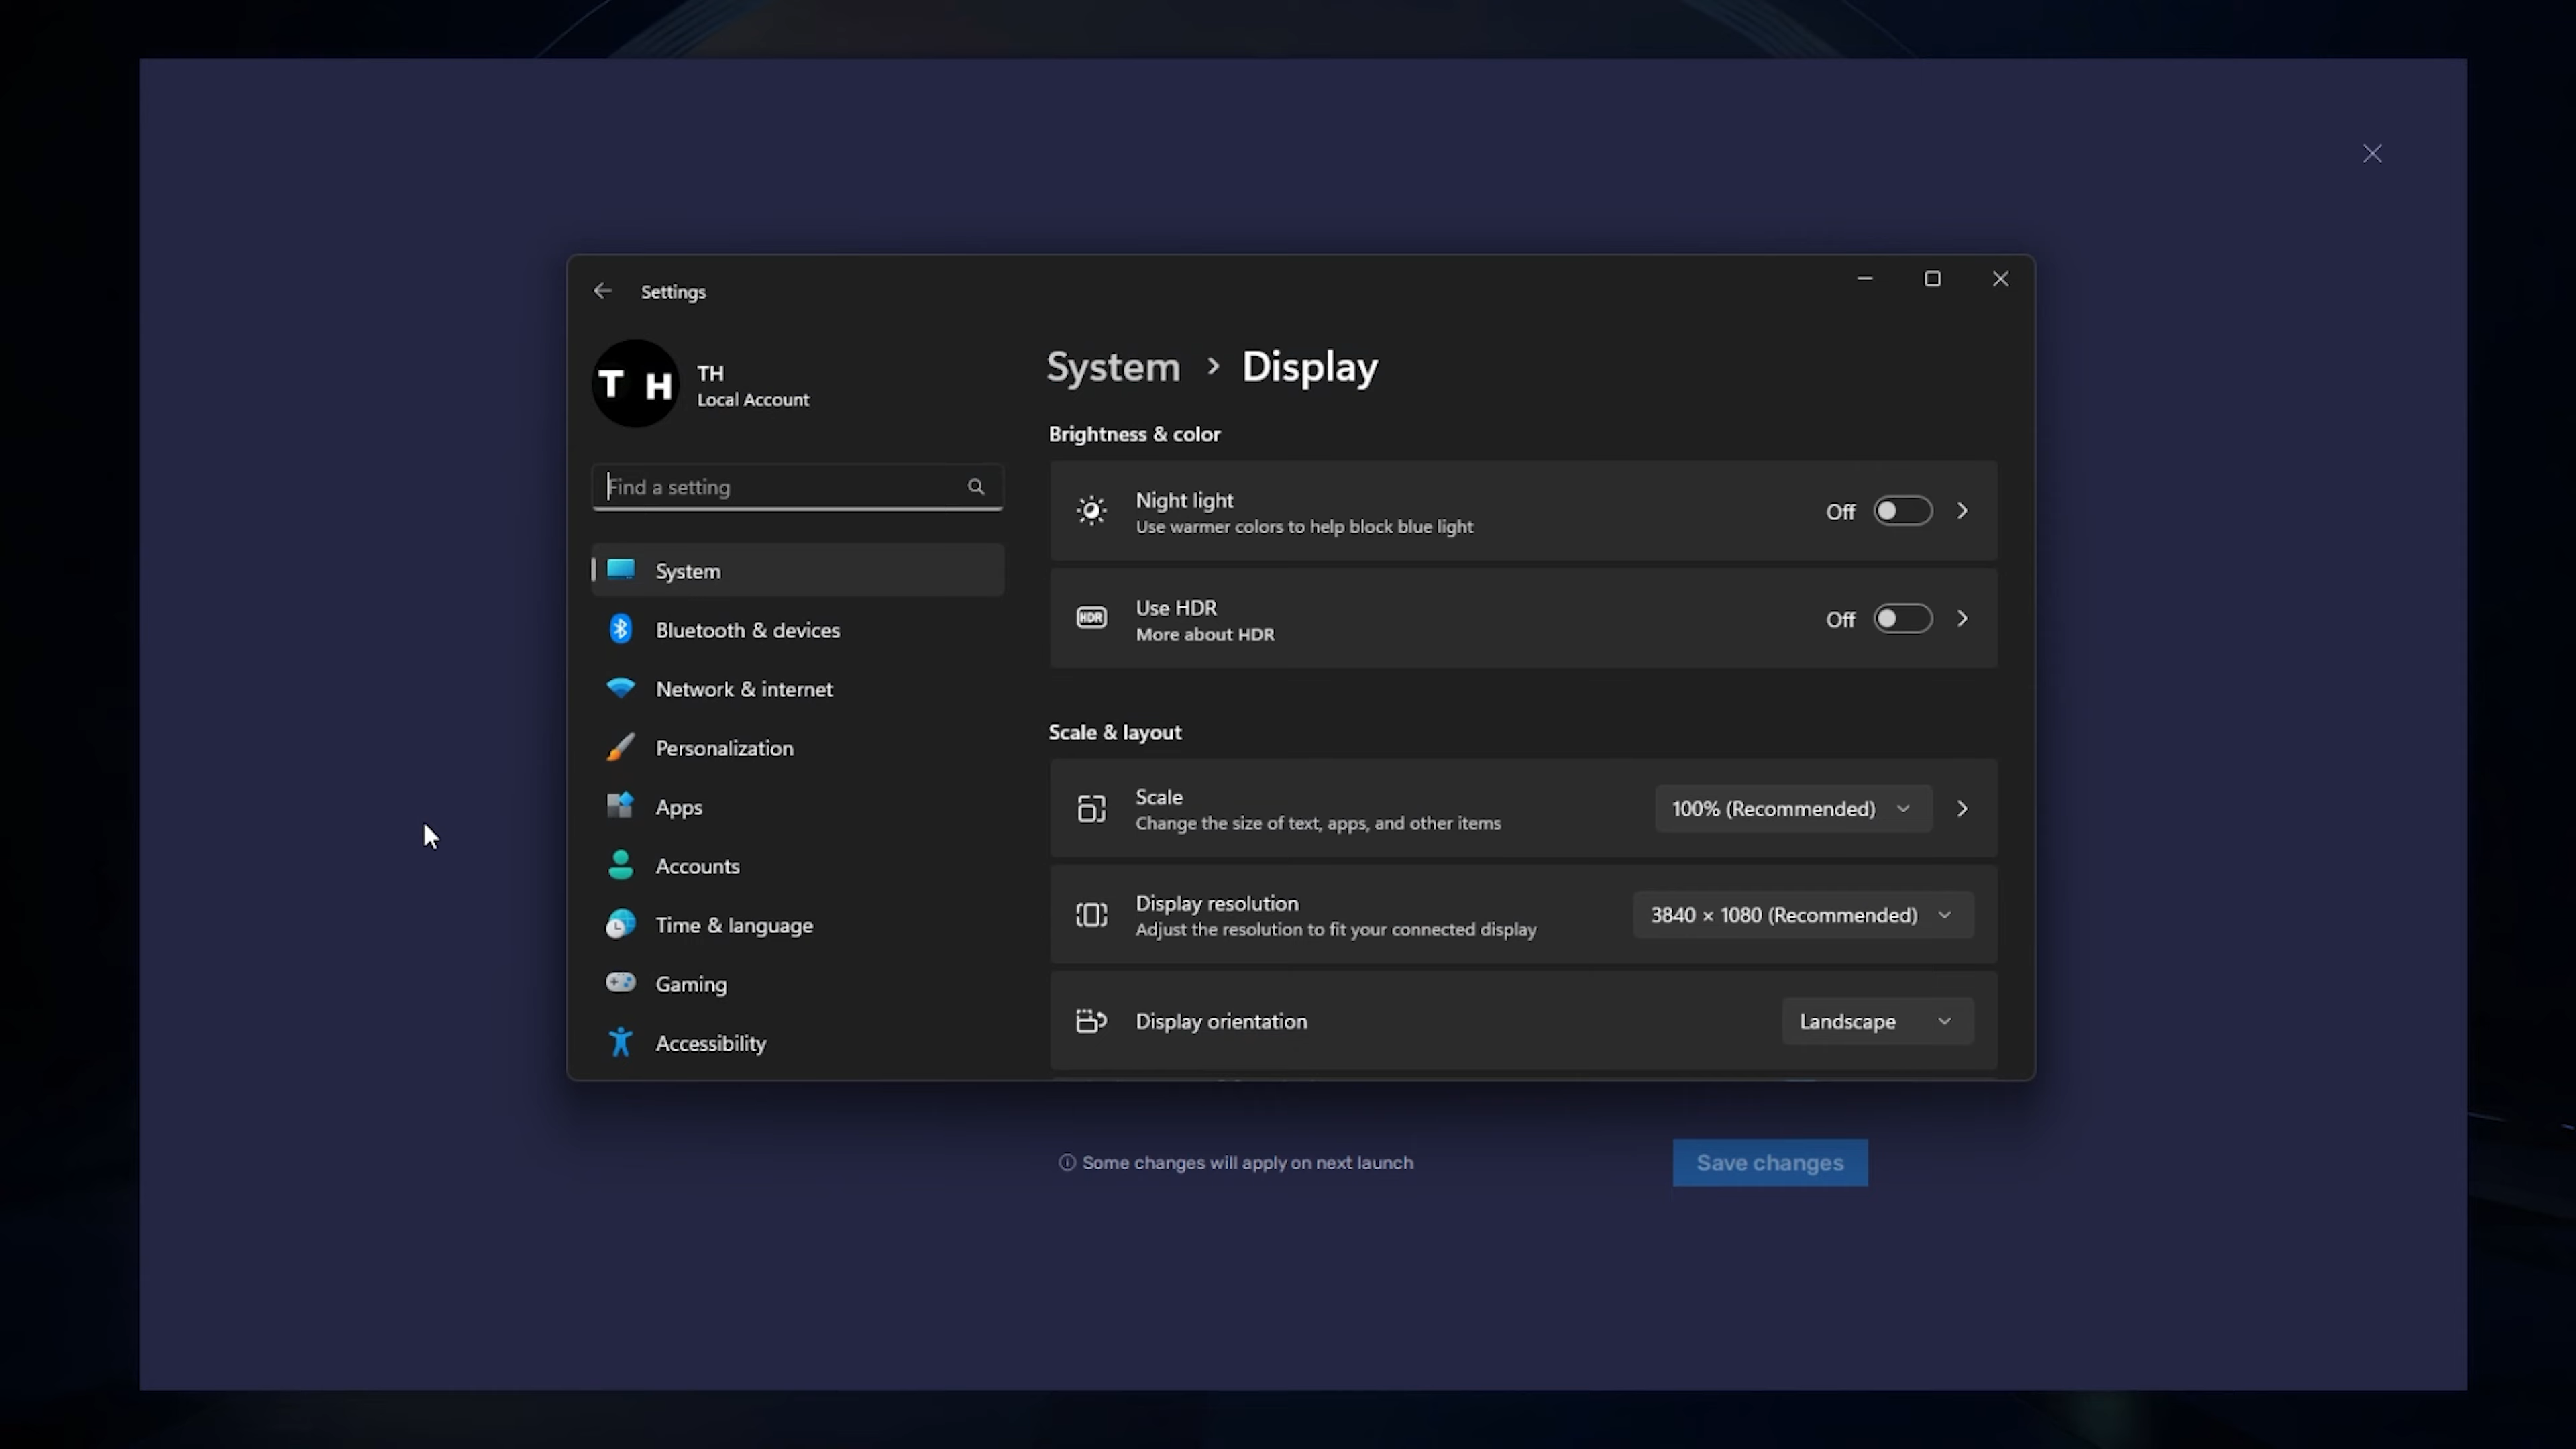 Settings
T H
TH
Local Account
Find a setting
System
Bluetooth & devices
Network & internet
Personalization
Apps
Accounts
Time & language
Gaming
Accessibility
System > Display
Brightness & color
Night light
Use warmer colors to help block blue light
Off
HDR
Use HDR
More about HDR
Off
Scale & layout
Scale
Change the size of text, apps, and other items
100% (Recommended)
Display resolution
Adjust the resolution to fit your connected display
3840 × 1080 (Recommended)
Display orientation
Landscape
Some changes will apply on next launch
Save changes